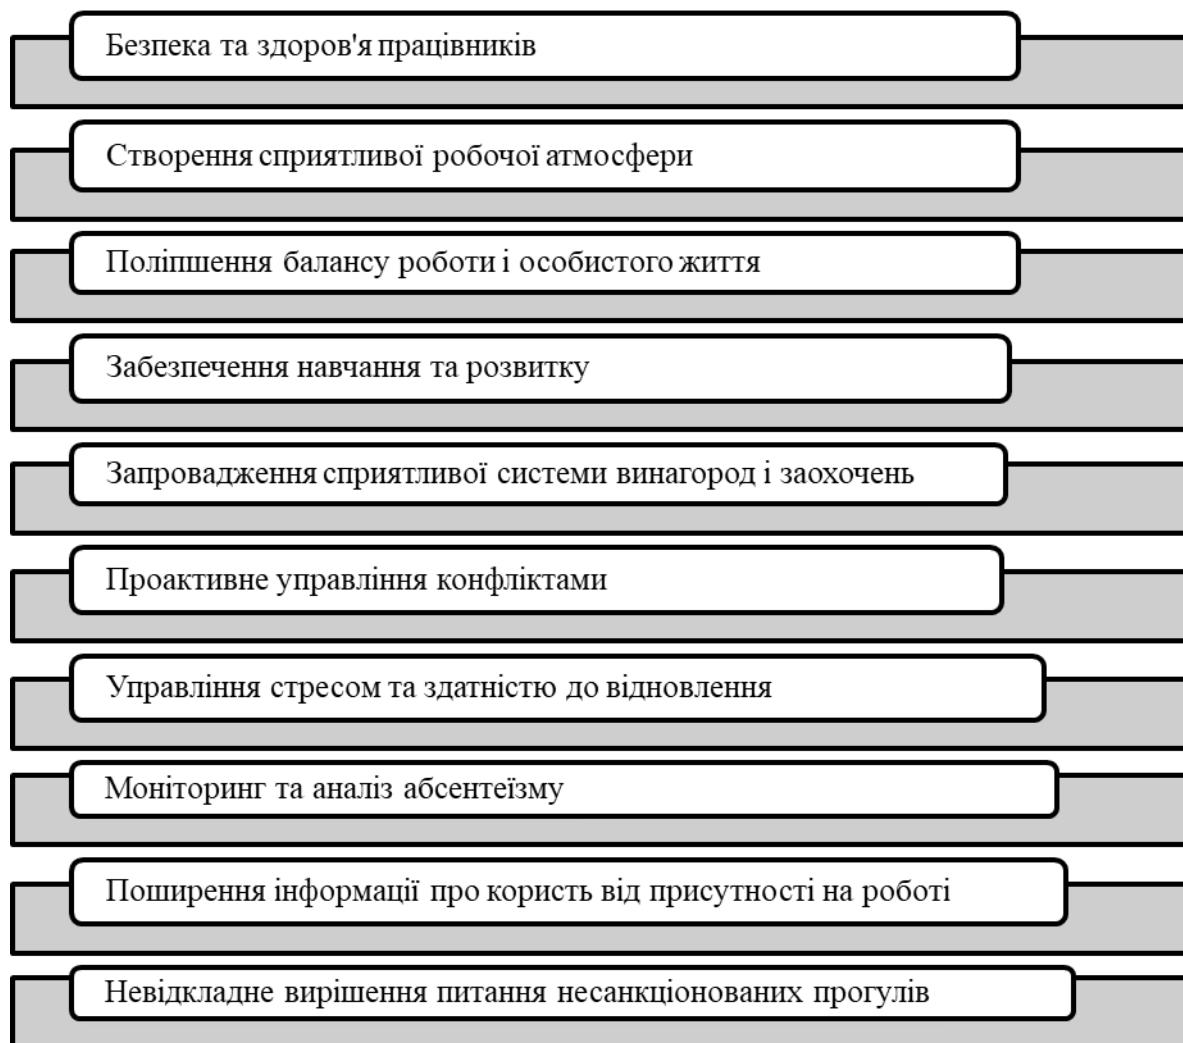 Безпека та здоров'я працівників
Створення сприятливої робочої атмосфери
Поліпшення балансу роботи і особистого життя
Забезпечення навчання та розвитку
Запровадження сприятливої системи винагород і заохочень
Проактивне управління конфліктами
Управління стресом та здатністю до відновлення
Моніторинг та аналіз абсентеїзму
Поширення інформації про користь від присутності на роботі
Невідкладне вирішення питання несанкціонованих прогулів